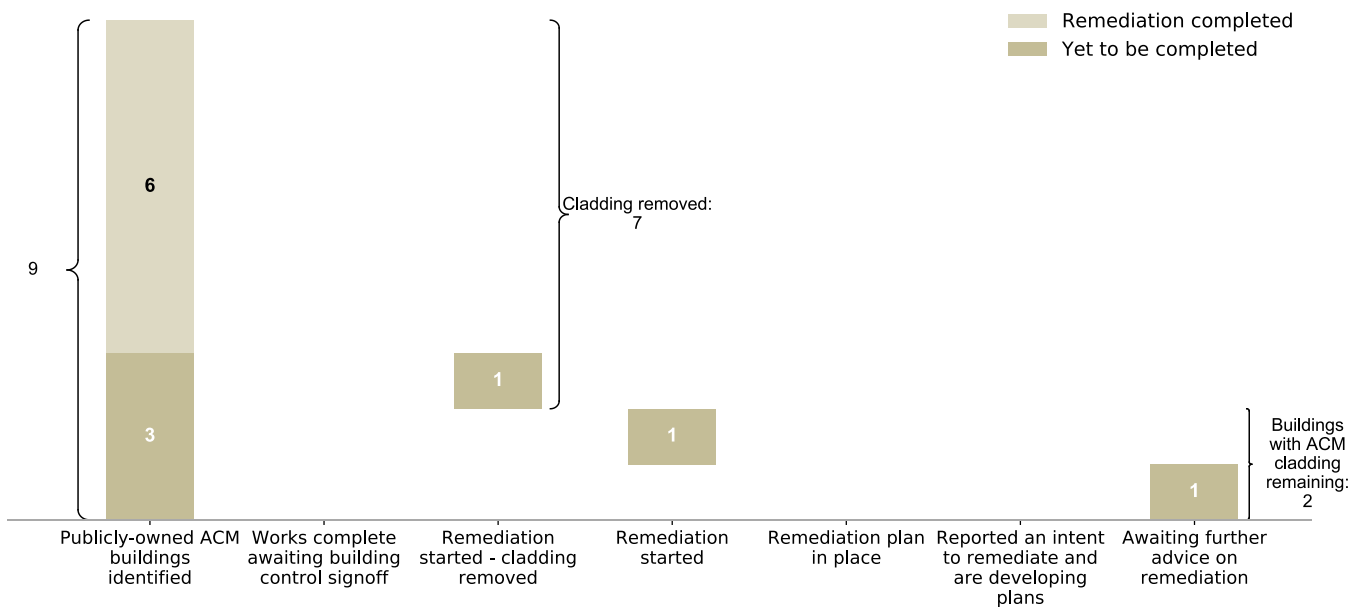 Remediation completed
Yet to be completed
6
Cladding removed:
7
9
1
3
1
1
Buildings
with ACM
cladding
remaining:
2
Publicly-owned ACM
buildings
identified
Works complete
awaiting building
control signoff
Remediation
started - cladding
removed
Remediation
started
Remediation plan
in place
Reported an intent
to remediate and
are developing
plans
Awaiting further
advice on
remediation